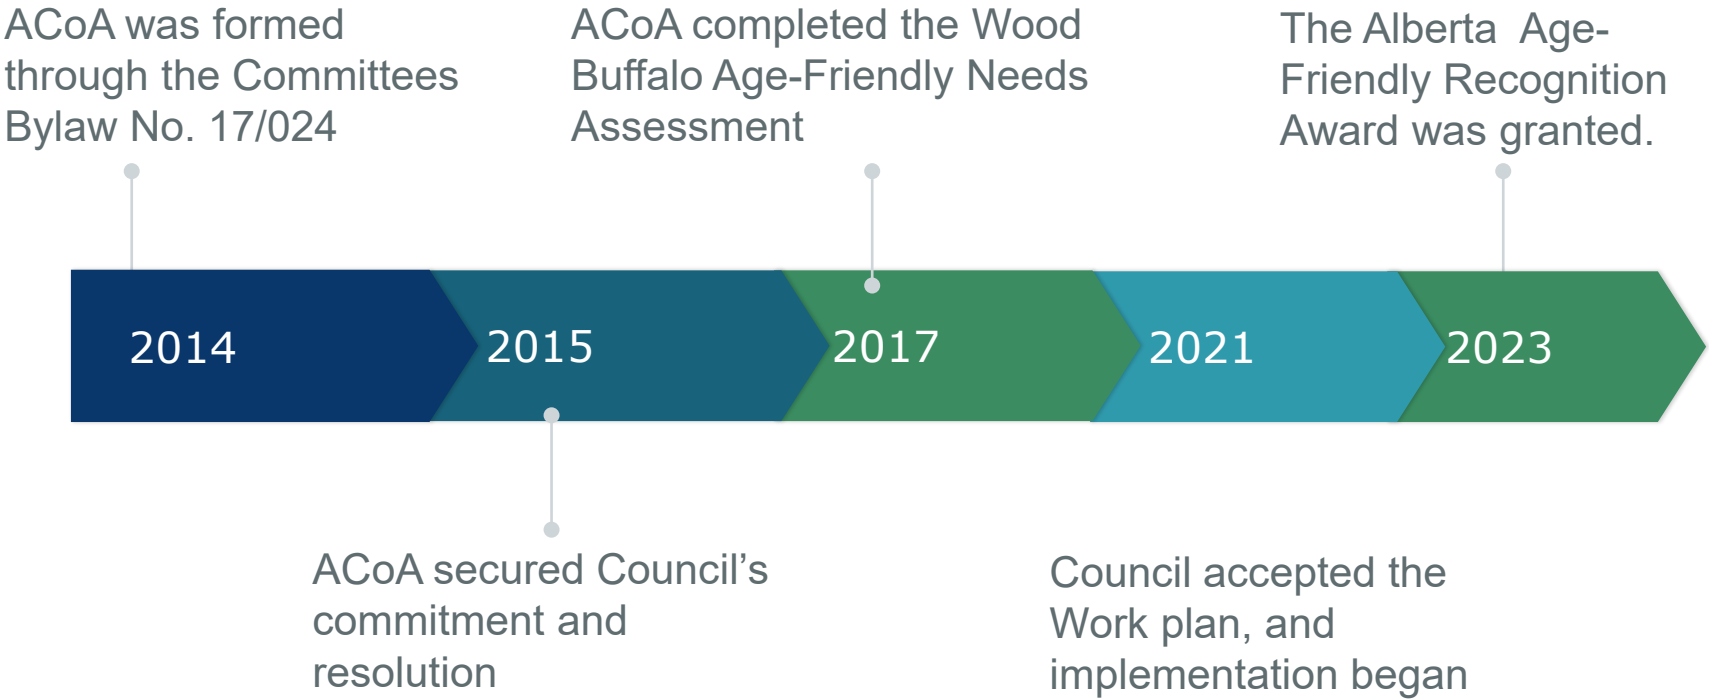 ACoA was formed
through the Committees
Bylaw No. 17/024
ACoA completed the Wood
Buffalo Age-Friendly Needs
Assessment
The Alberta  Age-
Friendly Recognition
Award was granted.
2014
2015
2017
2021
2023
ACoA secured Council’s
commitment and
resolution
Council accepted the
Work plan, and
implementation began